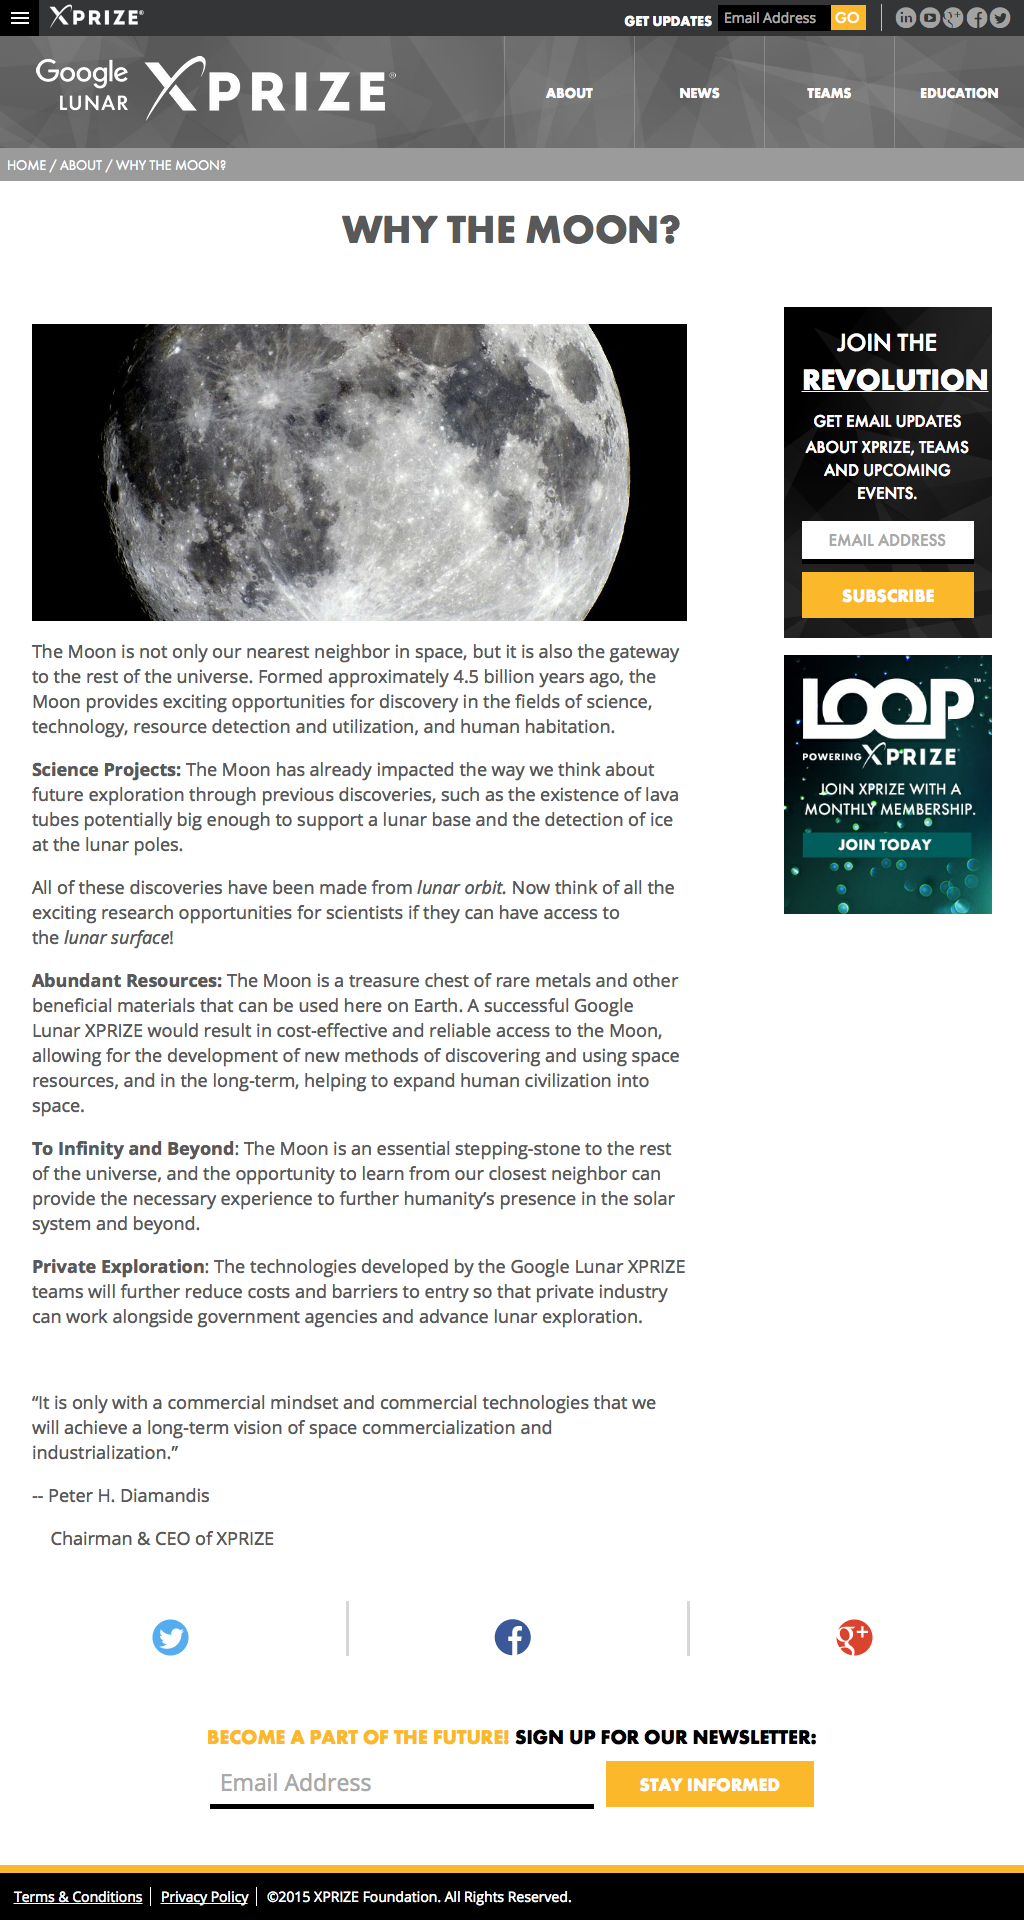 XPRIZE®
GET UPDATES
Email Address
GO
Google
LUNAR
XPRIZE®
ABOUT
NEWS
TEAMS
EDUCATION
HOME / ABOUT / WHY THE MOON?
WHY THE MOON?
The Moon is not only our nearest neighbor in space, but it is also the gateway
to the rest of the universe. Formed approximately 4.5 billion years ago, the
Moon provides exciting opportunities for discovery in the fields of science,
technology, resource detection and utilization, and human habitation.
Science Projects: The Moon has already impacted the way we think about
future exploration through previous discoveries, such as the existence of lava
tubes potentially big enough to support a lunar base and the detection of ice
at the lunar poles.
All of these discoveries have been made from lunar orbit. Now think of all the
exciting research opportunities for scientists if they can have access to
the lunar surface!
Abundant Resources: The Moon is a treasure chest of rare metals and other
beneficial materials that can be used here on Earth. A successful Google
Lunar XPRIZE would result in cost-effective and reliable access to the Moon,
allowing for the development of new methods of discovering and using space
resources, and in the long-term, helping to expand human civilization into
space.
To Infinity and Beyond: The Moon is an essential stepping-stone to the rest
of the universe, and the opportunity to learn from our closest neighbor can
provide the necessary experience to further humanity’s presence in the solar
system and beyond.
Private Exploration: The technologies developed by the Google Lunar XPRIZE
teams will further reduce costs and barriers to entry so that private industry
can work alongside government agencies and advance lunar exploration.
“It is only with a commercial mindset and commercial technologies that we
will achieve a long-term vision of space commercialization and
industrialization.”
-- Peter H. Diamandis
Chairman & CEO of XPRIZE
JOIN THE
REVOLUTION
GET EMAIL UPDATES
ABOUT XPRIZE, TEAMS
AND UPCOMING
EVENTS.
EMAIL ADDRESS
SUBSCRIBE
LOOP™
POWERING XPRIZE
JOIN XPRIZE WITH A
MONTHLY MEMBERSHIP.
JOIN TODAY
BECOME A PART OF THE FUTURE! SIGN UP FOR OUR NEWSLETTER:
Email Address
STAY INFORMED
Terms & Conditions
Privacy Policy
©2015 XPRIZE Foundation. All Rights Reserved.